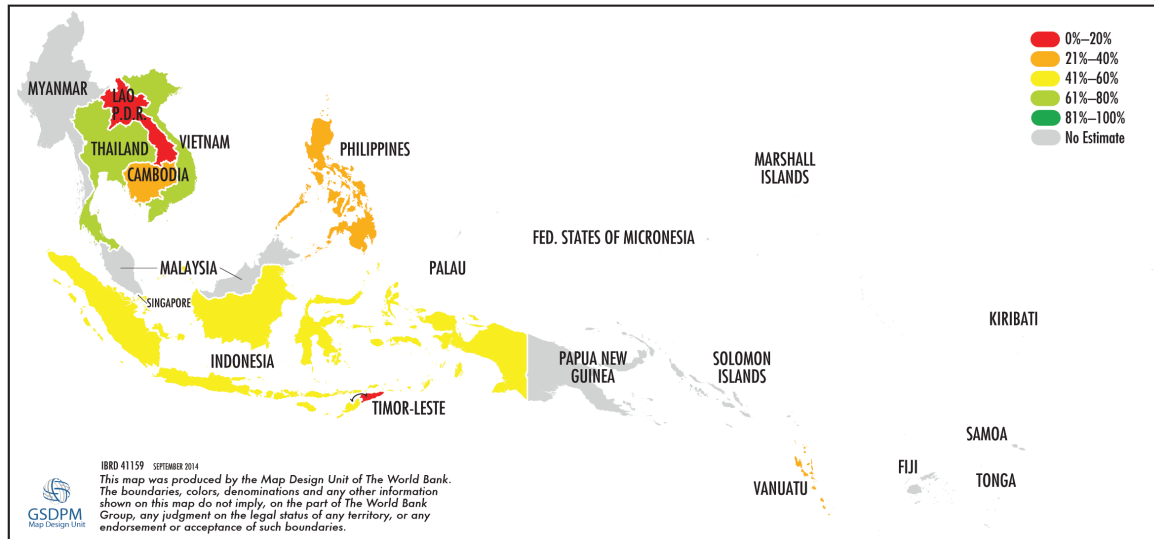 0%–20%
21%–40%
41%–60%
61%–80%
81%–100%
No Estimate
MYANMAR
LAO
P.D.R.
THAILAND
VIETNAM
CAMBODIA
PHILIPPINES
MARSHALL
ISLANDS
FED. STATES OF MICRONESIA
PALAU
MALAYSIA
SINGAPORE
KIRIBATI
INDONESIA
PAPUA NEW
GUINEA
SOLOMON
ISLANDS
TIMOR-LESTE
SAMOA
FIJI
TONGA
VANUATU
IBRD 41159 SEPTEMBER 2014
This map was produced by the Map Design Unit of The World Bank.
The boundaries, colors, denominations and any other information
shown on this map do not imply, on the part of The World Bank
Group, any judgment on the legal status of any territory, or any
endorsement or acceptance of such boundaries.
GSDPM
Map Design Unit